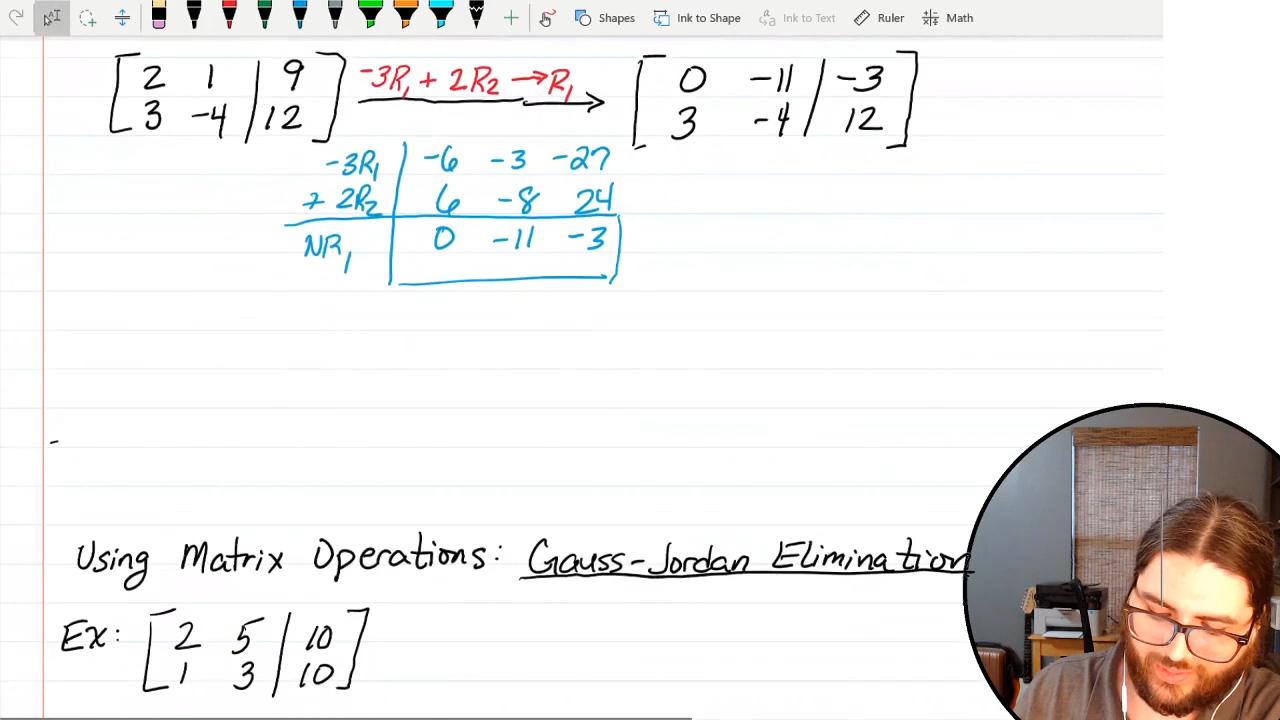 Shapes Ink to Shape Ink to Text Ruler Math
2 1 | 9 -3R₁ + 2R₂ → R₁ 0 -11 | -3
3 -4 | 12 3 -4 | 12
-3R₁ | -6 -3 -27
+ 2R₂ 6 -8 24
NR₁ 0 -11 -3
Using Matrix Operations: Gauss-Jordan Elimination
Ex: 2 5 | 10
1 3 | 10